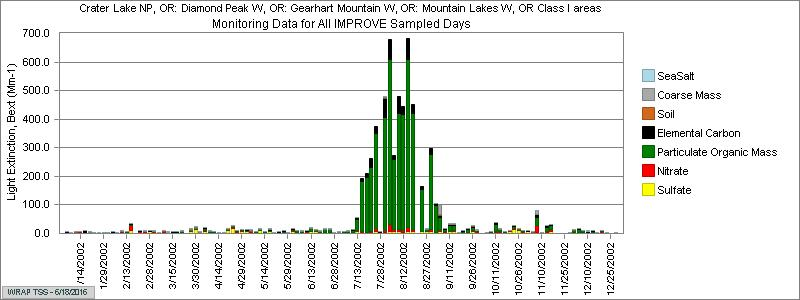 Crater Lake NP, OR: Diamond Peak W, OR: Gearhart Mountain W, OR: Mountain Lakes W, OR Class I areas
Monitoring Data for All IMPROVE Sampled Days
Light Extinction, Bext (Mm-1)
700.0
600.0
500.0
400.0
300.0
200.0
100.0
0.0
SeaSalt
Coarse Mass
Soil
Elemental Carbon
Particulate Organic Mass
Nitrate
Sulfate
1/14/2002
1/29/2002
2/13/2002
2/28/2002
3/15/2002
3/30/2002
4/14/2002
4/29/2002
5/14/2002
5/29/2002
6/13/2002
6/28/2002
7/13/2002
7/28/2002
8/12/2002
8/27/2002
9/11/2002
9/26/2002
10/11/2002
10/26/2002
11/10/2002
11/25/2002
12/10/2002
12/25/2002
WRAP TSS - 6/18/2016